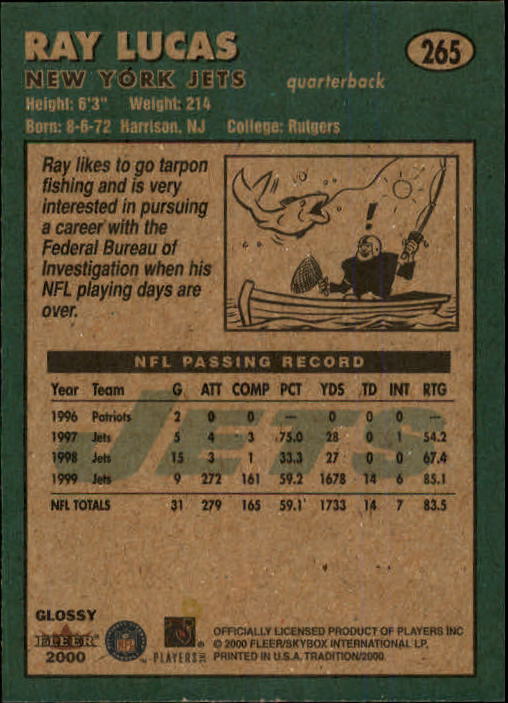 RAY LUCAS
265
NEW YORK JETS
quarterback
Height: 6'3" Weight: 214
Born: 8-6-72 Harrison, NJ College: Rutgers
Ray likes to go tarpon
fishing and is very
interested in pursuing
a career with the
Federal Bureau of
Investigation when his
NFL playing days are
over.
!
NFL PASSING RECORD
JETS
Year Team G ATT COMP PCT YDS TD INT RTG
1996 Patriots 2 0 0 — 0 0 0 —
1997 Jets 5 4 3 75.0 28 0 1 54.2
1998 Jets 15 3 1 33.3 27 0 0 67.4
1999 Jets 9 272 161 59.2 1678 14 6 85.1
NFL TOTALS 31 279 165 59.1 1733 14 7 83.5
GLOSSY
FLEER
2000
NFL
PLAYERS INC
OFFICIALLY LICENSED PRODUCT OF PLAYERS INC
© 2000 FLEER/SKYBOX INTERNATIONAL LP.
PRINTED IN U.S.A. TRADITION/2000